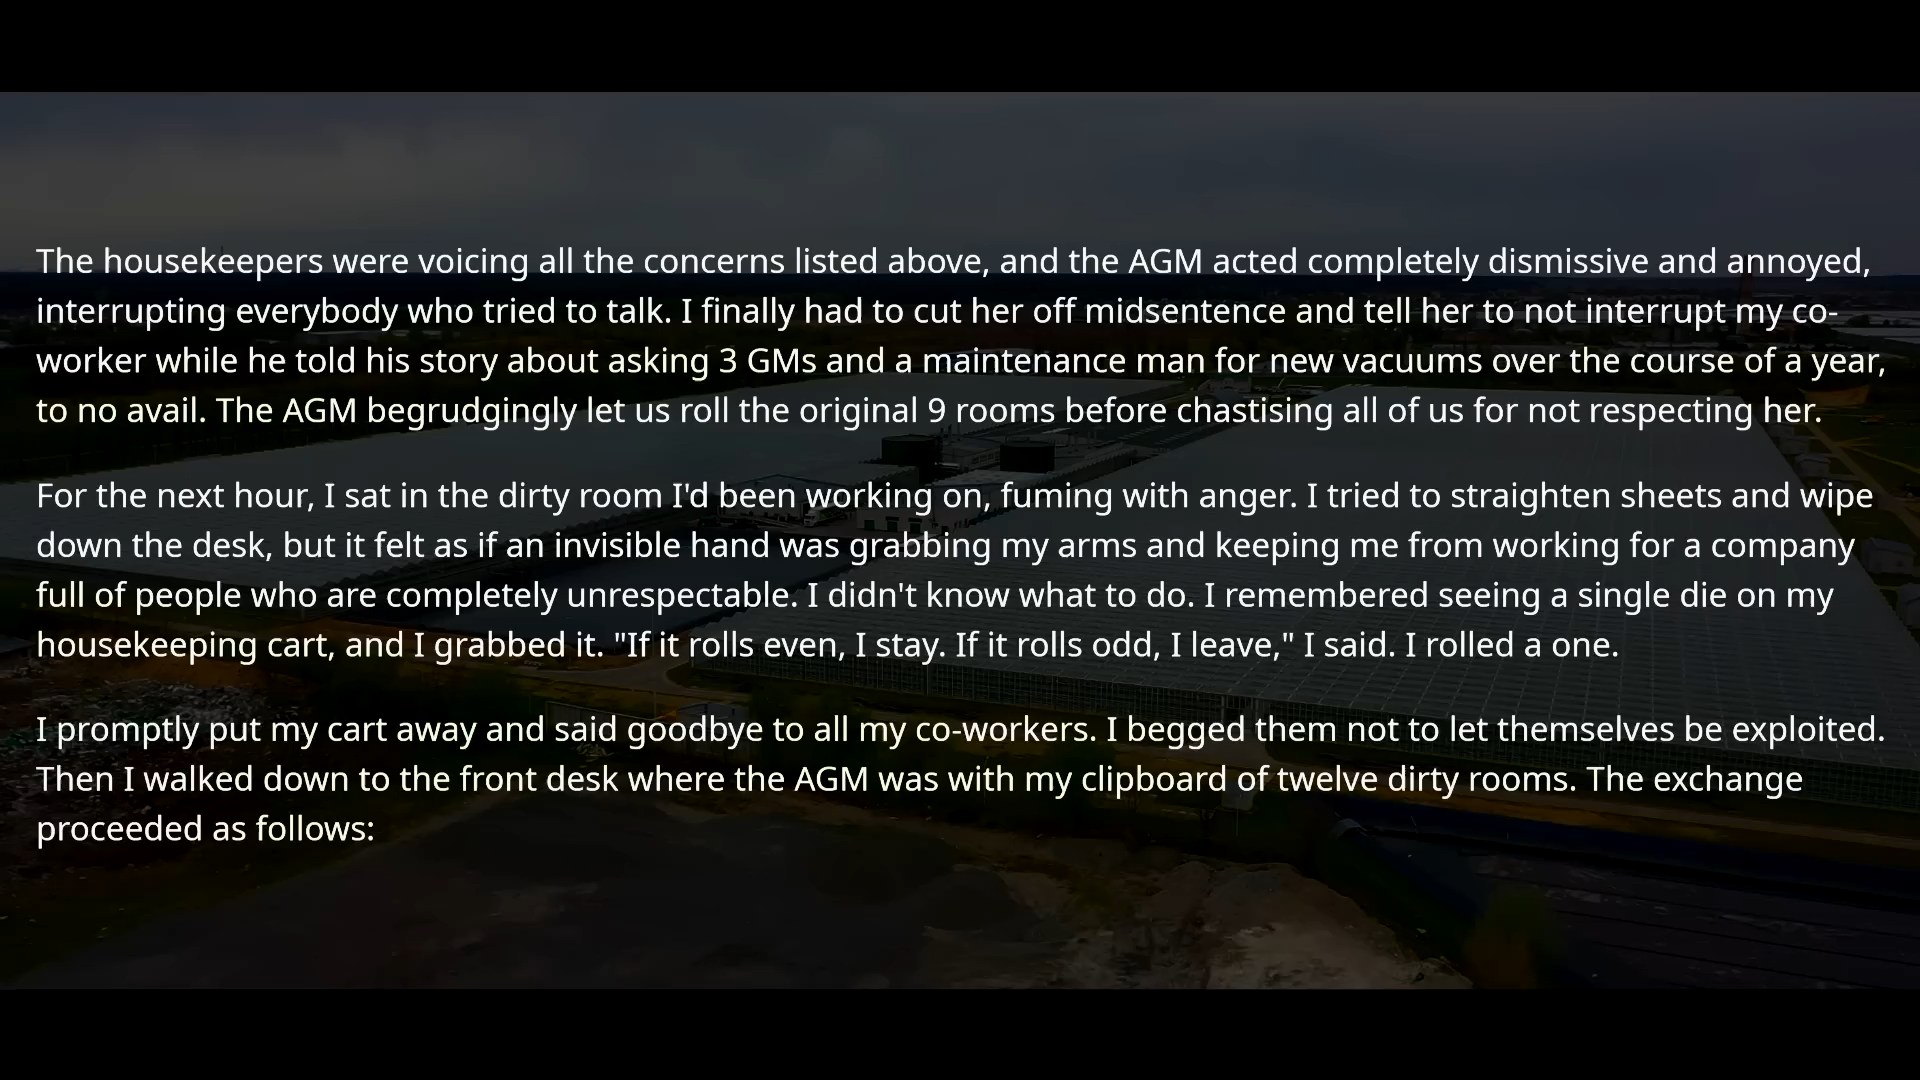 The housekeepers were voicing all the concerns listed above, and the AGM acted completely dismissive and annoyed,
interrupting everybody who tried to talk. I finally had to cut her off midsentence and tell her to not interrupt my co-
worker while he told his story about asking 3 GMs and a maintenance man for new vacuums over the course of a year,
to no avail. The AGM begrudgingly let us roll the original 9 rooms before chastising all of us for not respecting her.
For the next hour, I sat in the dirty room I'd been working on, fuming with anger. I tried to straighten sheets and wipe
down the desk, but it felt as if an invisible hand was grabbing my arms and keeping me from working for a company
full of people who are completely unrespectable. I didn't know what to do. I remembered seeing a single die on my
housekeeping cart, and I grabbed it. "If it rolls even, I stay. If it rolls odd, I leave," I said. I rolled a one.
I promptly put my cart away and said goodbye to all my co-workers. I begged them not to let themselves be exploited.
Then I walked down to the front desk where the AGM was with my clipboard of twelve dirty rooms. The exchange
proceeded as follows: